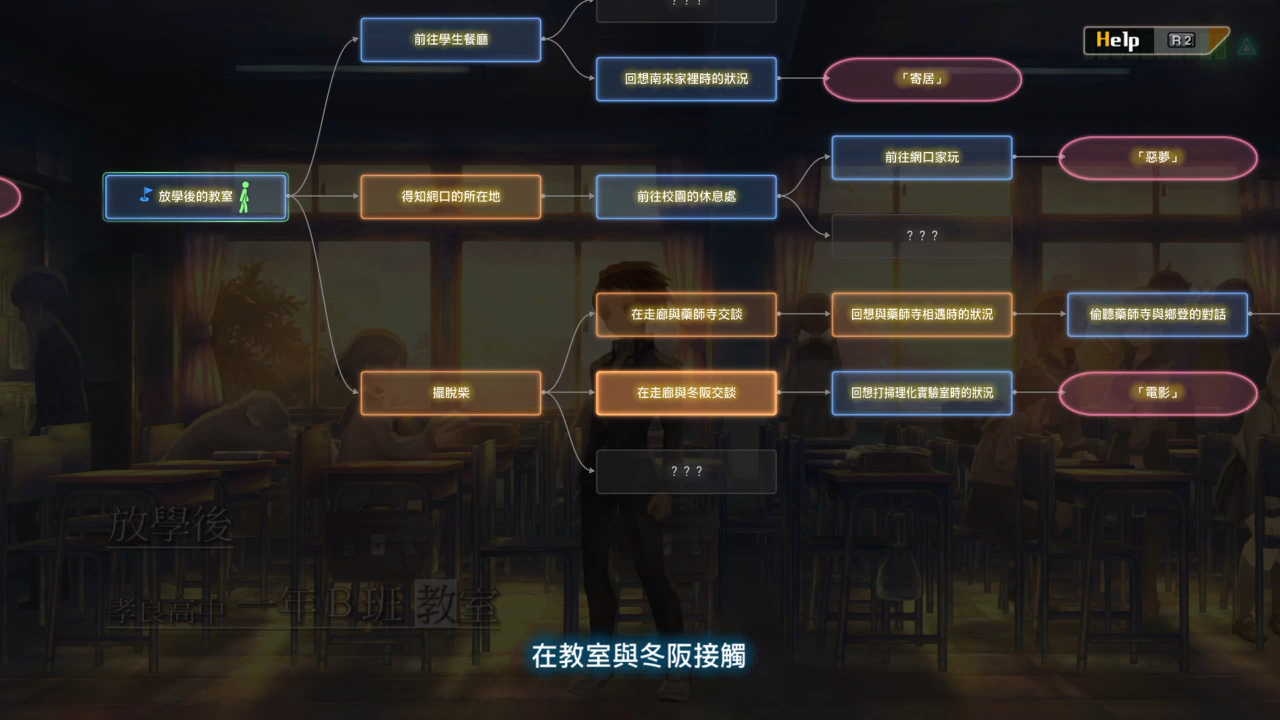 ？？？
前往學生餐廳
Help R2
回想南來家裡時的狀況
「寄居」
前往網口家玩
「惡夢」
放學後的教室
得知網口的所在地
前往校園的休息處
？？？
在走廊與藥師寺交談
回想與藥師寺相遇時的狀況
偷聽藥師寺與鄉登的對話
擺脫柴
在走廊與冬阪交談
回想打掃理化實驗室時的狀況
「電影」
？？？
放學後
孝良高中 一年B班 教室
在教室與冬阪接觸